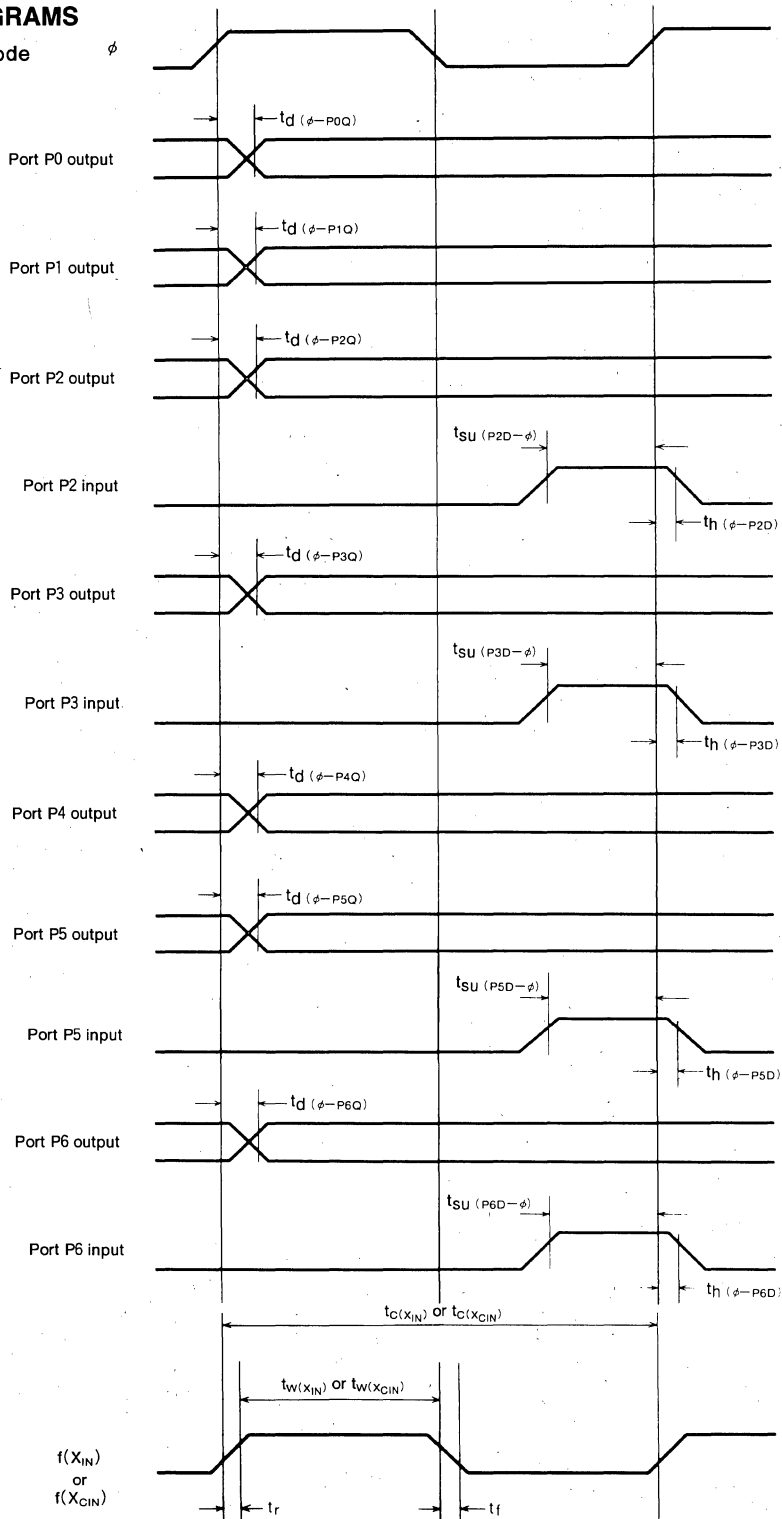 GRAMS
ode φ
td (φ−P0Q)
Port P0 output
td (φ−P1Q)
Port P1 output
td (φ−P2Q)
Port P2 output
tsu (P2D−φ)
Port P2 input
th (φ−P2D)
td (φ−P3Q)
Port P3 output
tsu (P3D−φ)
Port P3 input
th (φ−P3D)
td (φ−P4Q)
Port P4 output
td (φ−P5Q)
Port P5 output
tsu (P5D−φ)
Port P5 input
th (φ−P5D)
td (φ−P6Q)
Port P6 output
tsu (P6D−φ)
Port P6 input
th (φ−P6D)
tC(XIN) or tC(XCIN)
tW(XIN) or tW(XCIN)
f(XIN)
or
f(XCIN)
tr
tf